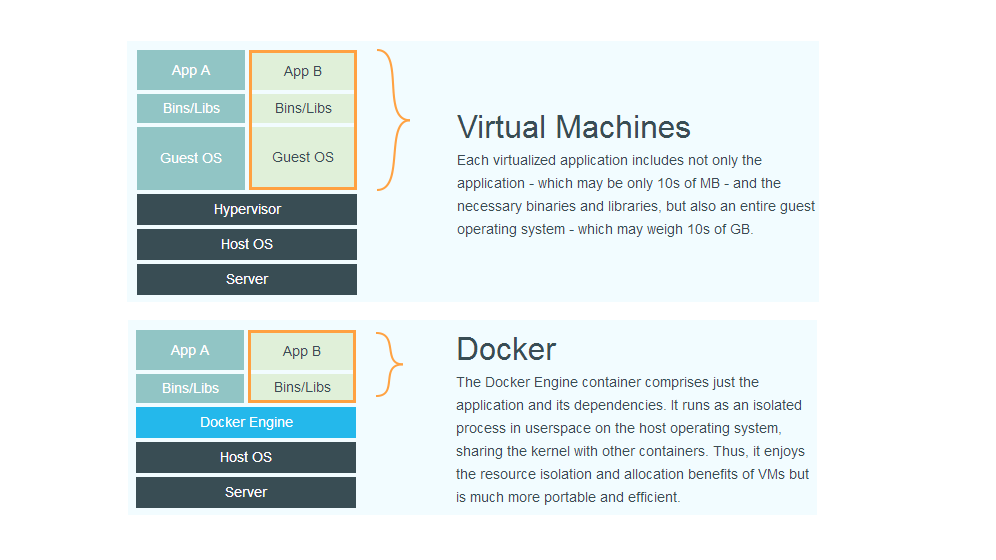 App A
App B
Bins/Libs
Bins/Libs
Guest OS
Guest OS
Hypervisor
Host OS
Server
Virtual Machines
Each virtualized application includes not only the
application - which may be only 10s of MB - and the
necessary binaries and libraries, but also an entire guest
operating system - which may weigh 10s of GB.
App A
App B
Bins/Libs
Bins/Libs
Docker Engine
Host OS
Server
Docker
The Docker Engine container comprises just the
application and its dependencies. It runs as an isolated
process in userspace on the host operating system,
sharing the kernel with other containers. Thus, it enjoys
the resource isolation and allocation benefits of VMs but
is much more portable and efficient.